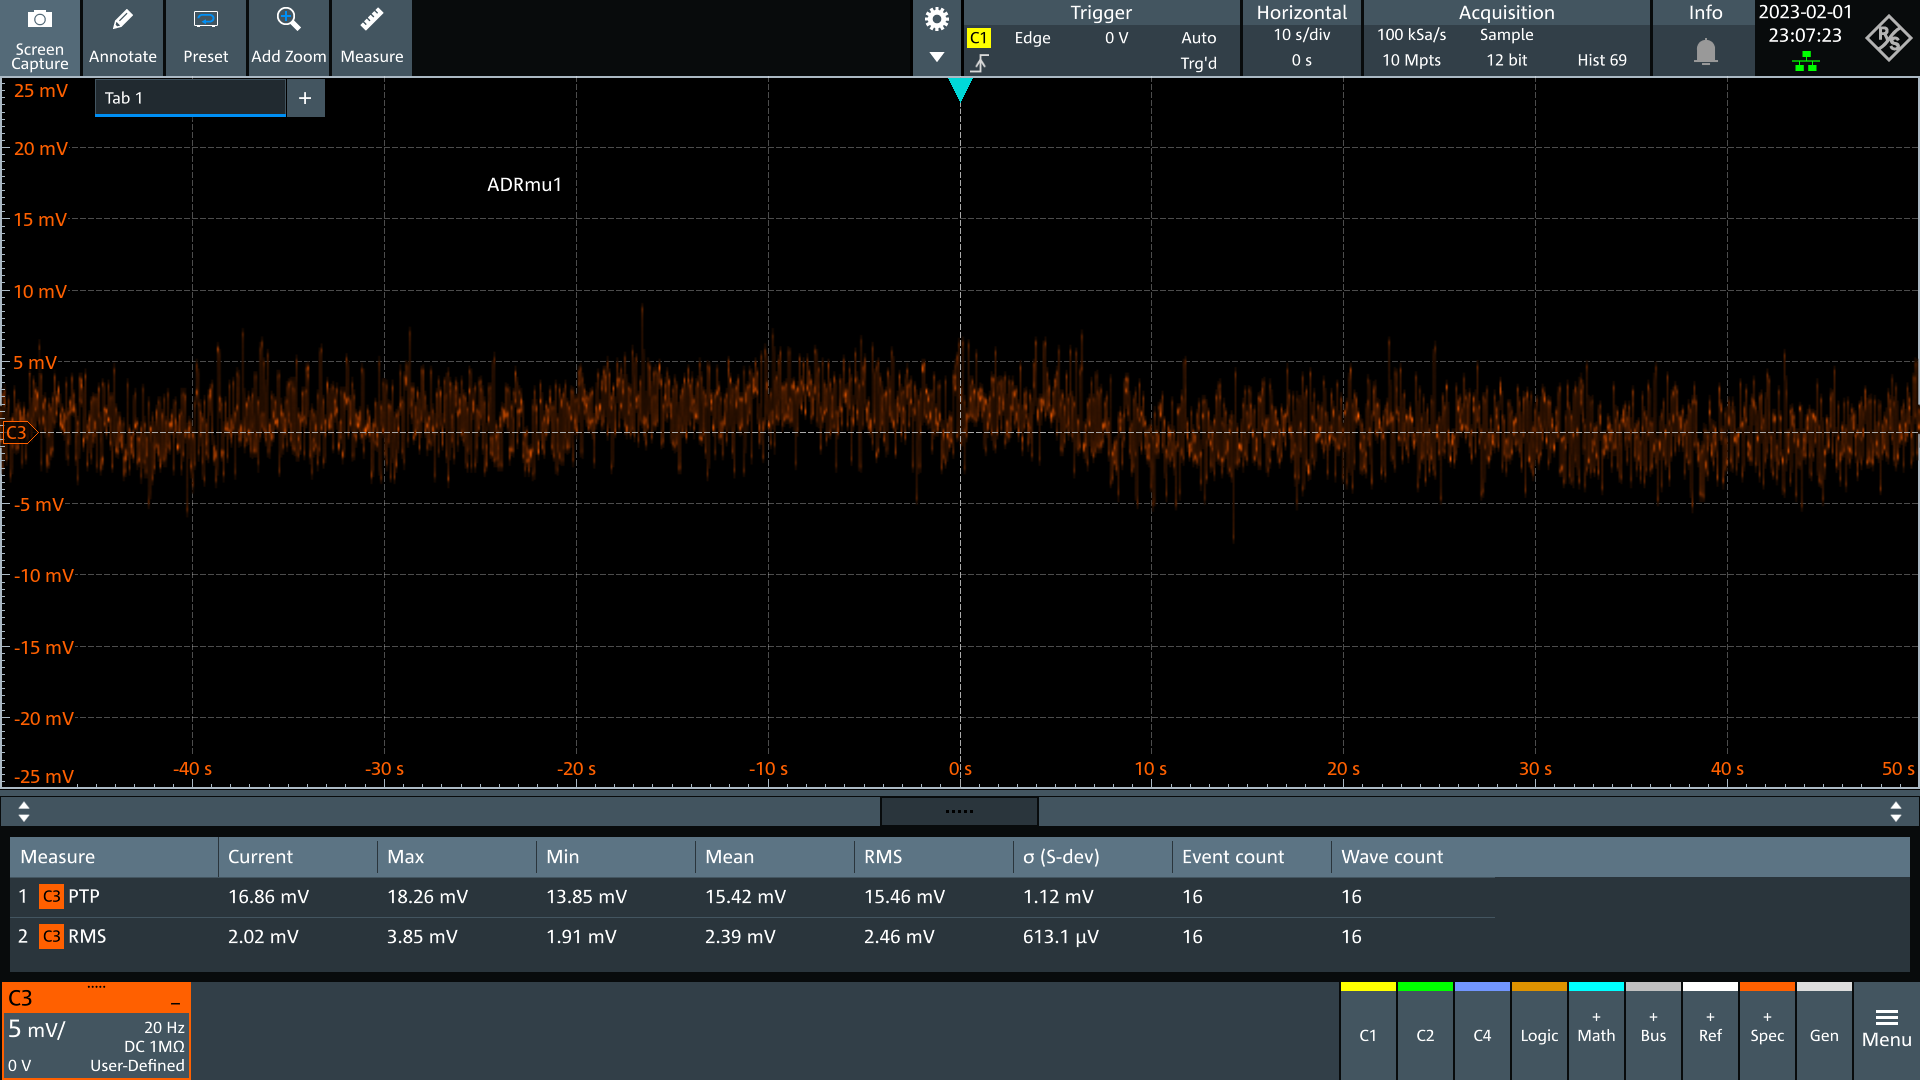 Screen
Capture
Annotate
Preset
Add Zoom
Measure
Trigger
C1 Edge 0 V Auto
Trg'd
Horizontal
10 s/div
0 s
Acquisition
100 kSa/s Sample
10 Mpts 12 bit Hist 69
Info
2023-02-01
23:07:23
R S
Tab 1 +
ADRmu1
25 mV
20 mV
15 mV
10 mV
5 mV
C3
-5 mV
-10 mV
-15 mV
-20 mV
-25 mV
-40 s -30 s -20 s -10 s 0 s 10 s 20 s 30 s 40 s 50 s
Measure Current Max Min Mean RMS σ (S-dev) Event count Wave count
1 C3 PTP 16.86 mV 18.26 mV 13.85 mV 15.42 mV 15.46 mV 1.12 mV 16 16
2 C3 RMS 2.02 mV 3.85 mV 1.91 mV 2.39 mV 2.46 mV 613.1 µV 16 16
C3
5 mV/ 20 Hz
DC 1MΩ
0 V User-Defined
C1
C2
C4
Logic
+ Math
+ Bus
+ Ref
+ Spec
Gen
Menu